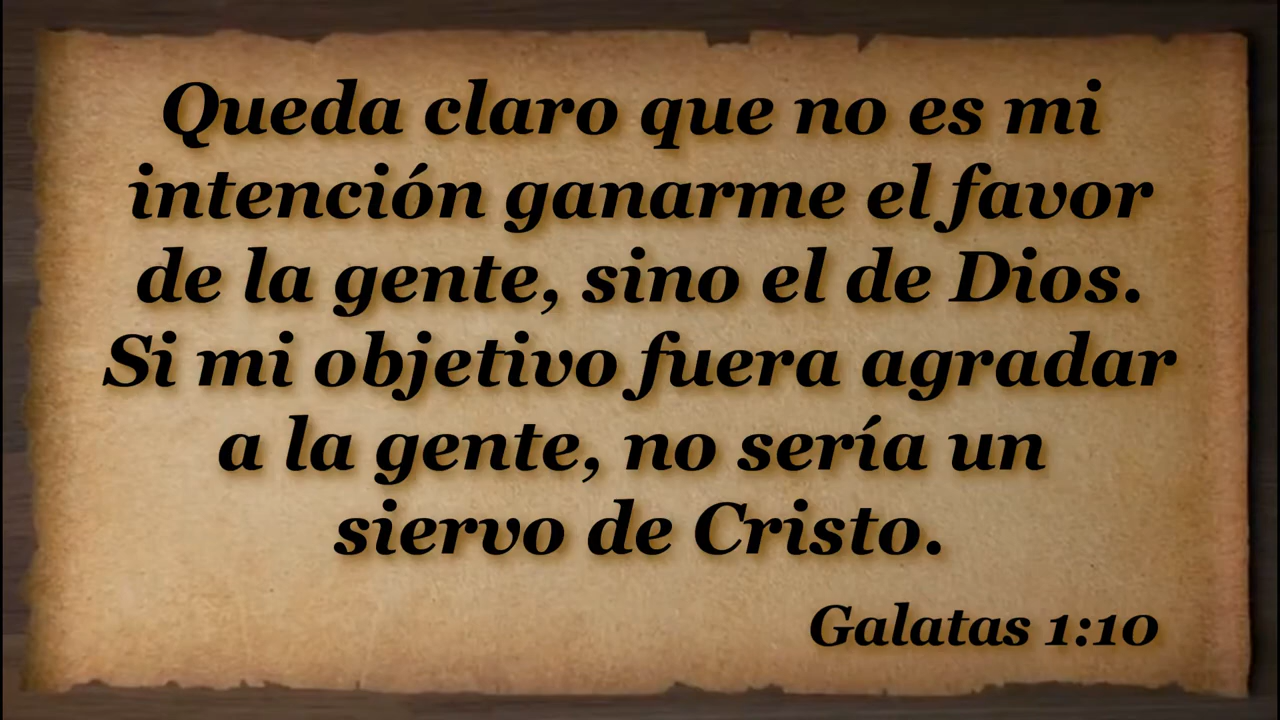 Queda claro que no es mi
intención ganarme el favor
de la gente, sino el de Dios.
Si mi objetivo fuera agradar
a la gente, no sería un
siervo de Cristo.
Galatas 1:10